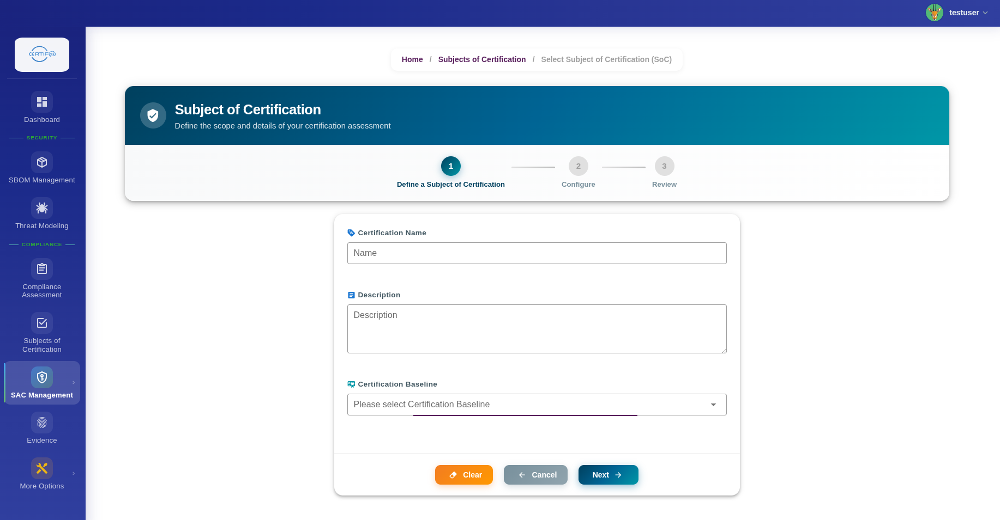 testuser
CERTIFAI
Home / Subjects of Certification / Select Subject of Certification (SoC)
Dashboard
SECURITY
SBOM Management
Threat Modeling
COMPLIANCE
Compliance
Assessment
Subjects of
Certification
SAC Management
Evidence
More Options
Subject of Certification
Define the scope and details of your certification assessment
1
2
3
Define a Subject of Certification
Configure
Review
Certification Name
Name
Description
Description
Certification Baseline
Please select Certification Baseline
Clear
Cancel
Next